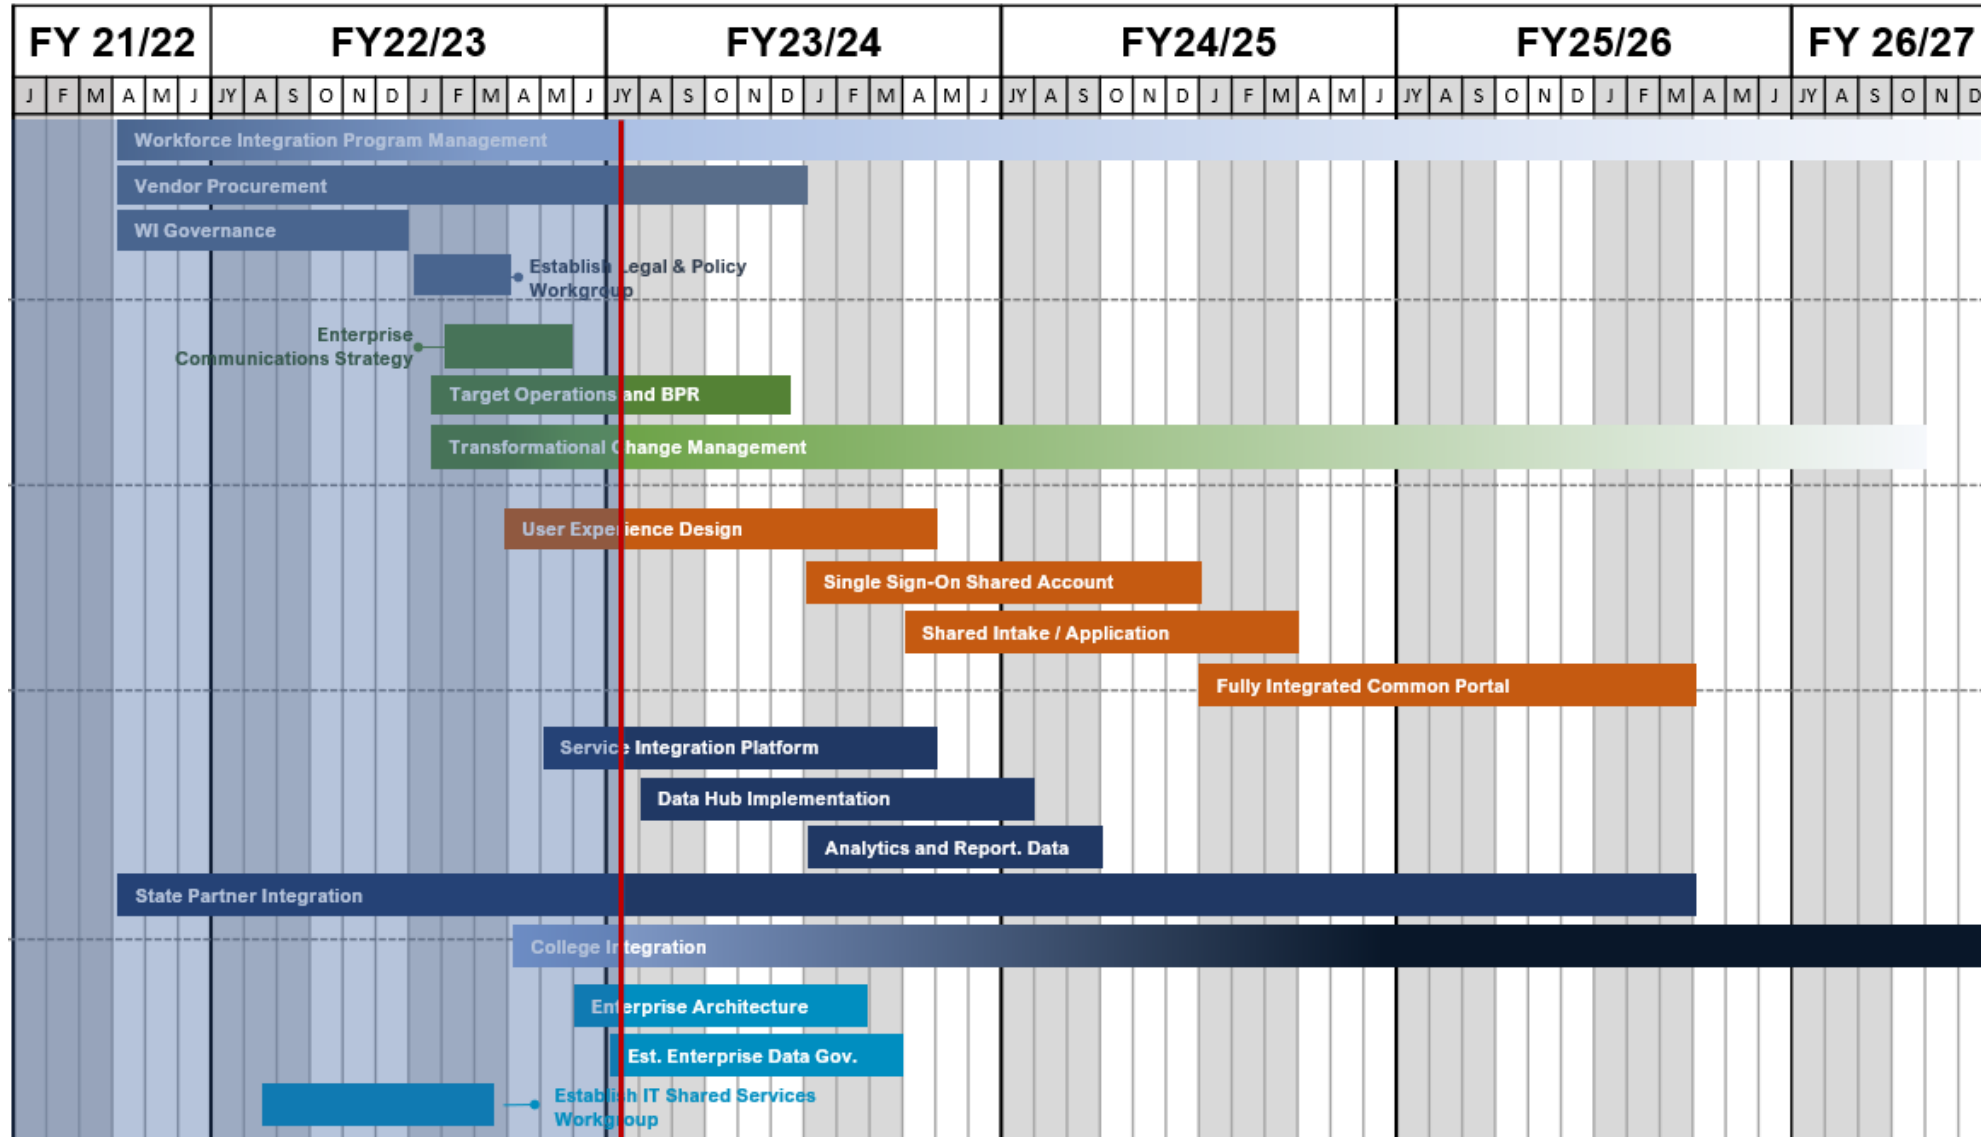 FY 21/22 FY22/23 FY23/24 FY24/25 FY25/26 FY 26/27
J F M A M J JY A S O N D J F M A M J JY A S O N D J F M A M J JY A S O N D J F M A M J JY A S O N D J F M A M J JY A S O N D
Workforce Integration Program Management
Vendor Procurement
WI Governance
Establish Legal & Policy
Workgroup
Enterprise
Communications Strategy
Target Operations and BPR
Transformational Change Management
User Experience Design
Single Sign-On Shared Account
Shared Intake / Application
Fully Integrated Common Portal
Service Integration Platform
Data Hub Implementation
Analytics and Report. Data
State Partner Integration
College Integration
Enterprise Architecture
Est. Enterprise Data Gov.
Establish IT Shared Services
Workgroup